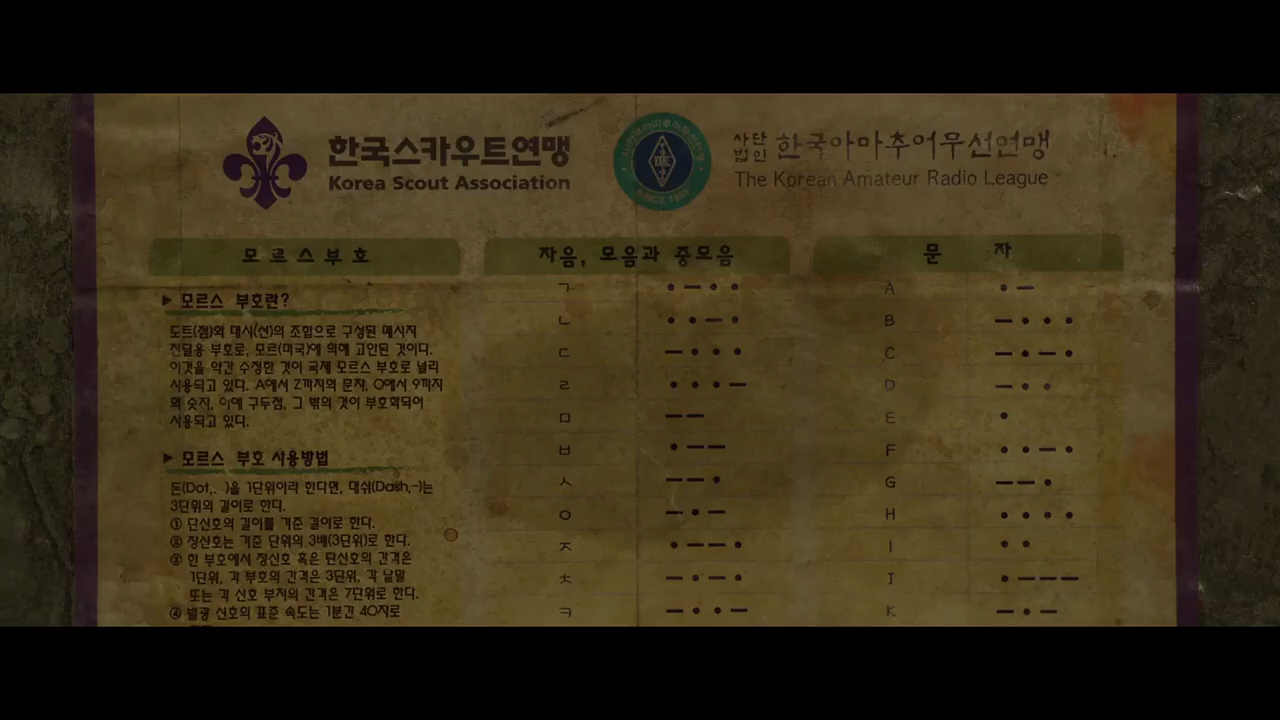 한국스카우트연맹
Korea Scout Association
사단
법인 한국아마추어무선연맹
The Korean Amateur Radio League
모르스부호
▶ 모르스 부호란?
도트(점)와 대시(선)의 조합으로 구성된 메시지
전달용 부호로, 모르(미국)에 의해 고안된 것이다.
이것을 약간 수정한 것이 국제 모르스 부호로 널리
사용되고 있다. A에서 Z까지의 문자, 0에서 9까지
의 숫자, 이에 구두점, 그 밖의 것이 부호화되어
사용되고 있다.
▶ 모르스 부호 사용방법
돈(Dot,. )을 1단위이라 한다면, 대쉬(Dash,-)는
3단위의 길이로 한다.
① 단신호의 길이를 기준 길이로 한다.
② 장신호는 기준 단위의 3배(3단위)로 한다.
③ 한 부호에서 장신호 혹은 단신호의 간격은
1단위, 각 부호의 간격은 3단위, 각 낱말
또는 각 신호 부저의 간격은 7단위로 한다.
④ 발광 신호의 표준 속도는 1분간 40자로
자음, 모음과 중모음
ㄱ •–••
ㄴ ••–•
ㄷ –•••
ㄹ •••–
ㅁ ––
ㅂ •––
ㅅ ––•
ㅇ –•–
ㅈ •––•
ㅊ –•–•
ㅋ –••–
문 자
A •–
B –•••
C –•–•
D –••
E •
F ••–•
G ––•
H ••••
I ••
J •–––
K –•–